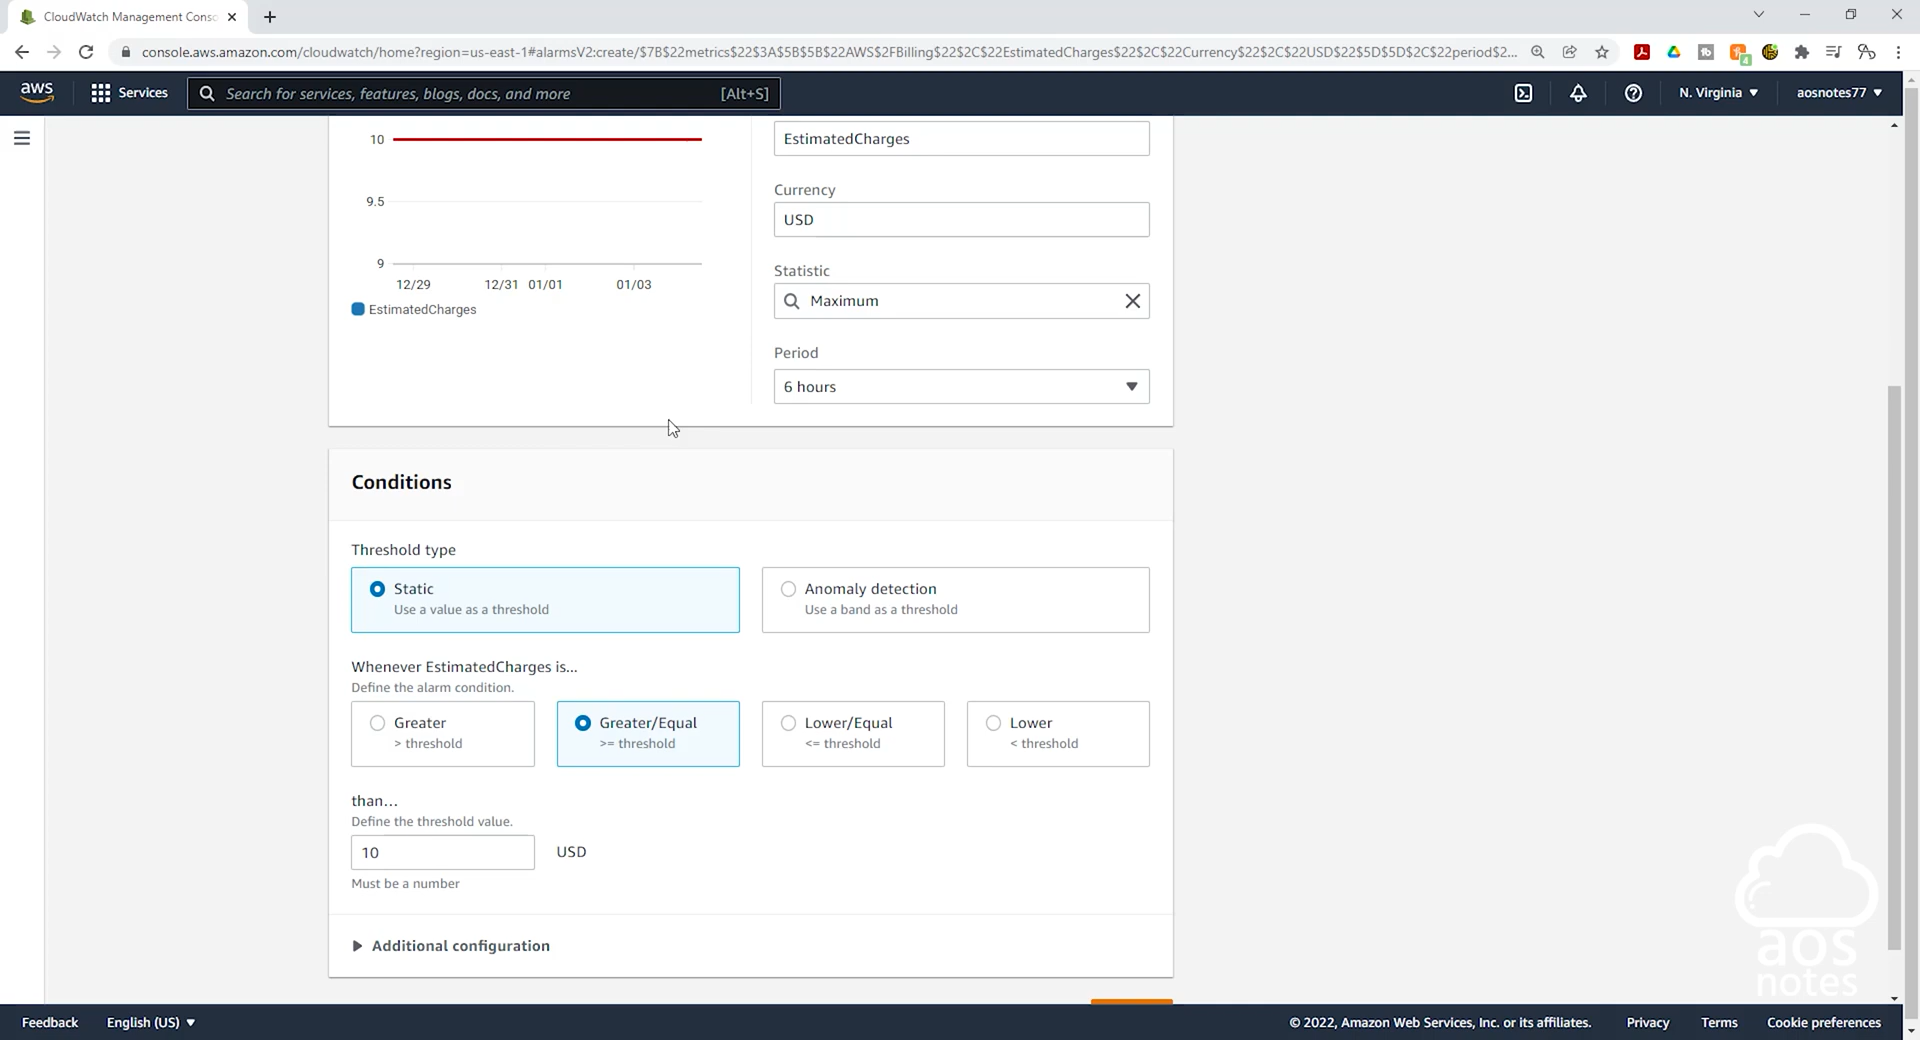 CloudWatch Management Conso
console.aws.amazon.com/cloudwatch/home?region=us-east-1#alarmsV2:create/$7B$22metrics$22$3A$5B$5B$22AWS$2FBilling$22$2C$22EstimatedCharges$22$2C$22Currency$22$2C$22USD$22$5D$5D$2C$22period$2...
4
aws
Services
Search for services, features, blogs, docs, and more
[Alt+S]
N. Virginia
aosnotes77
10
9.5
9
12/29 12/31 01/01 01/03
EstimatedCharges
EstimatedCharges
Currency
USD
Statistic
Maximum
Period
6 hours
Conditions
Threshold type
Static
Use a value as a threshold
Anomaly detection
Use a band as a threshold
Whenever EstimatedCharges is...
Define the alarm condition.
Greater
> threshold
Greater/Equal
>= threshold
Lower/Equal
<= threshold
Lower
< threshold
than...
Define the threshold value.
10
USD
Must be a number
Additional configuration
aos
notes
Feedback
English (US)
© 2022, Amazon Web Services, Inc. or its affiliates.
Privacy
Terms
Cookie preferences